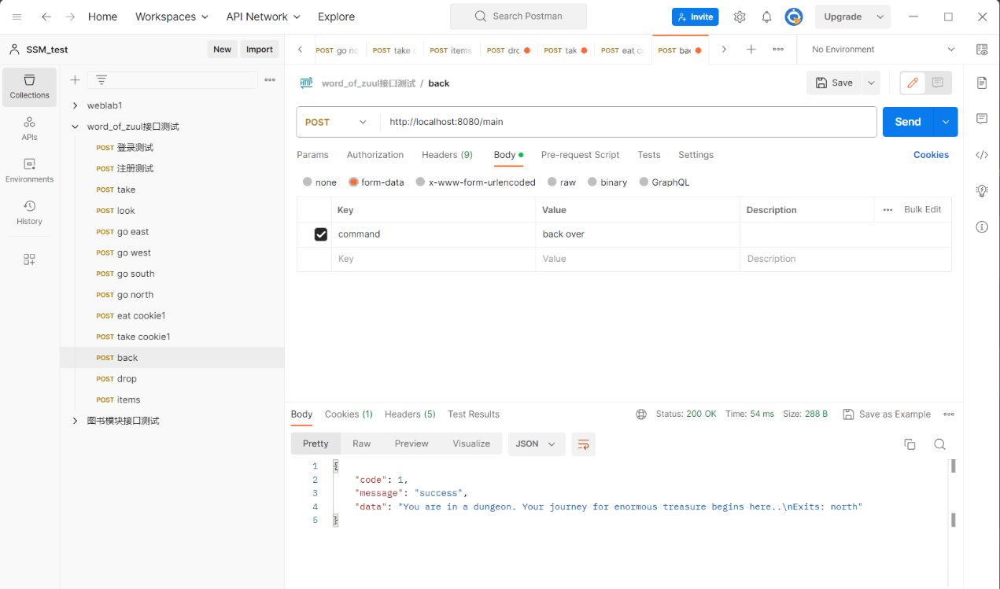 Home Workspaces API Network Explore Search Postman Invite Upgrade
SSM_test New Import POST go no POST take POST items POST dro POST tak POST eat co POST bac No Environment
Collections
APIs
Environments
History
weblab1
word_of_zuul接口测试
POST 登录测试
POST 注册测试
POST take
POST look
POST go east
POST go west
POST go south
POST go north
POST eat cookie1
POST take cookie1
POST back
POST drop
POST items
图书模块接口测试
HTTP word_of_zuul接口测试 / back Save
POST http://localhost:8080/main Send
Params Authorization Headers (9) Body Pre-request Script Tests Settings Cookies
none form-data x-www-form-urlencoded raw binary GraphQL
Key Value Description Bulk Edit
command back over
Key Value Description
Body Cookies (1) Headers (5) Test Results Status: 200 OK Time: 54 ms Size: 288 B Save as Example
Pretty Raw Preview Visualize JSON
1 {
2 "code": 1,
3 "message": "success",
4 "data": "You are in a dungeon. Your journey for enormous treasure begins here..\nExits: north"
5 }